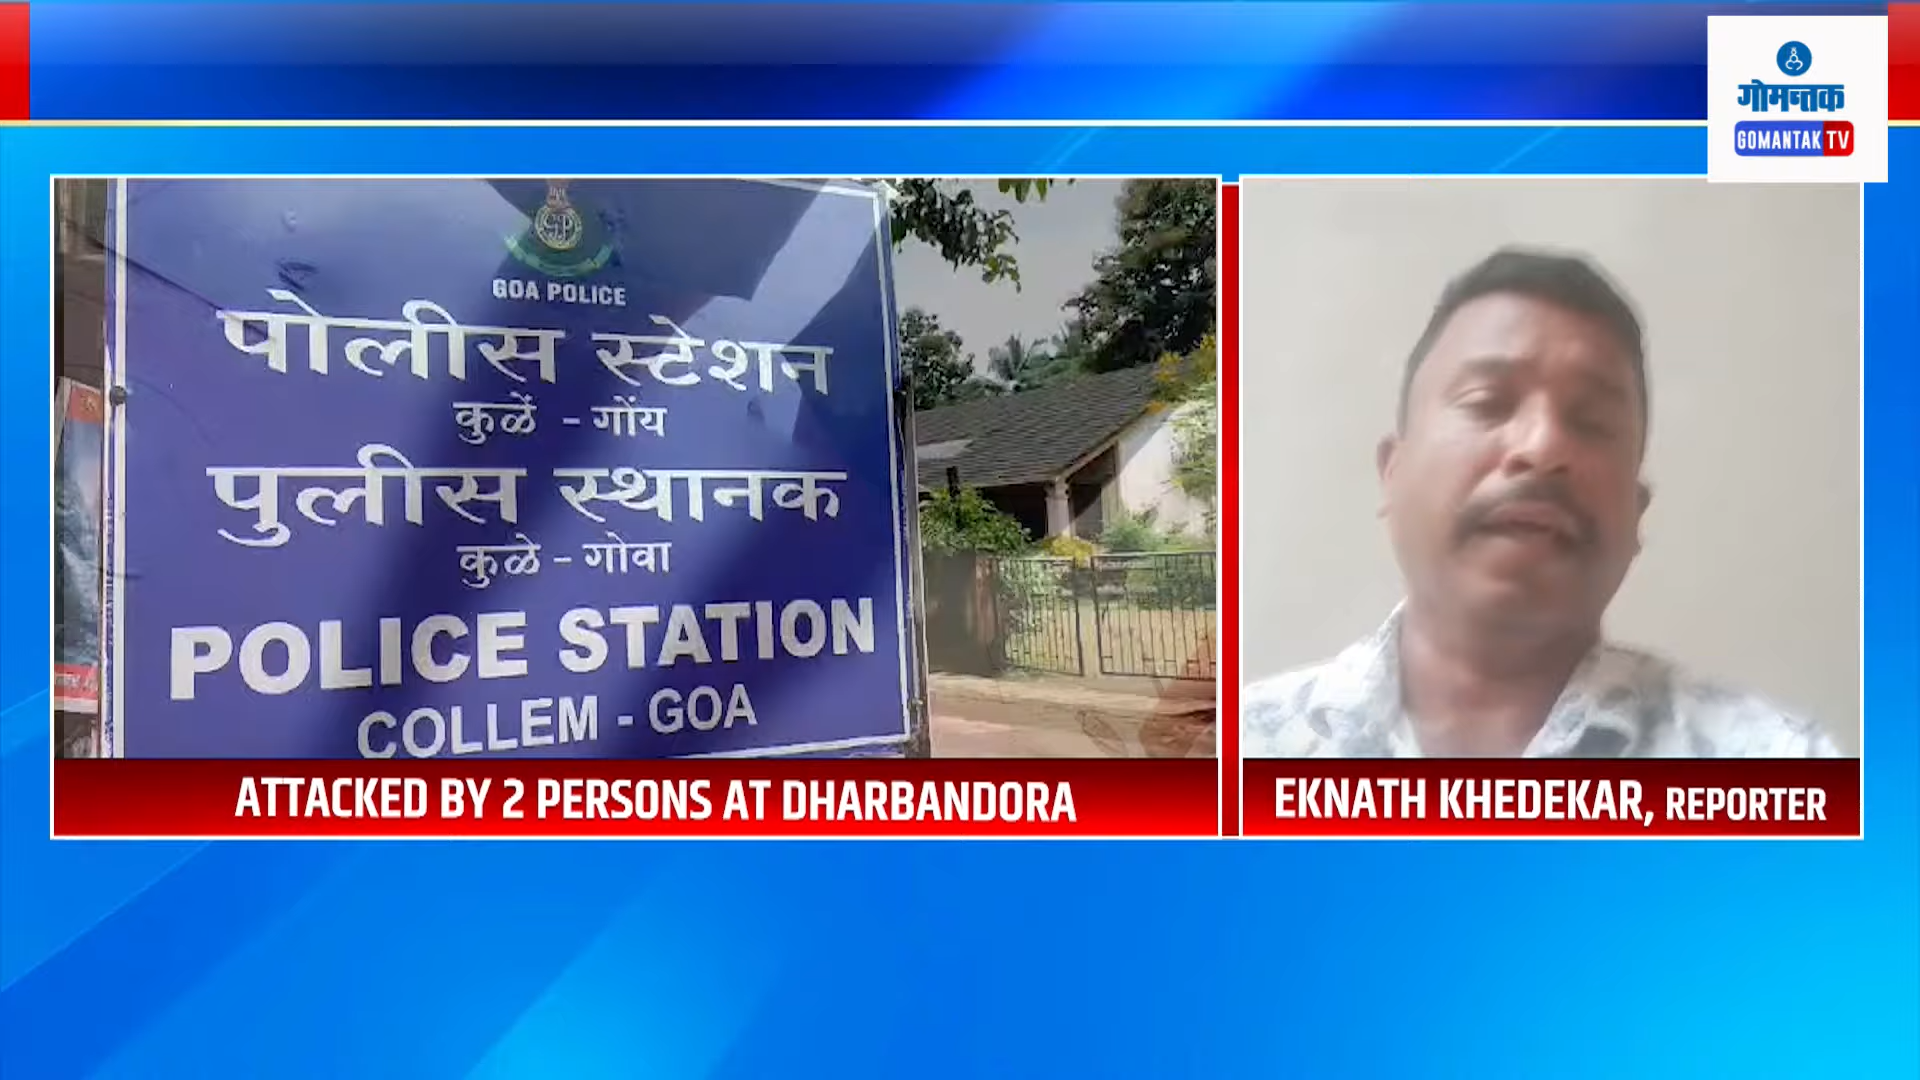 गोमन्तक
GOMANTAK TV
GOA POLICE
पोलीस स्टेशन
कुळें - गोंय
पुलीस स्थानक
कुळे - गोवा
POLICE STATION
COLLEM - GOA
ATTACKED BY 2 PERSONS AT DHARBANDORA
EKNATH KHEDEKAR, REPORTER